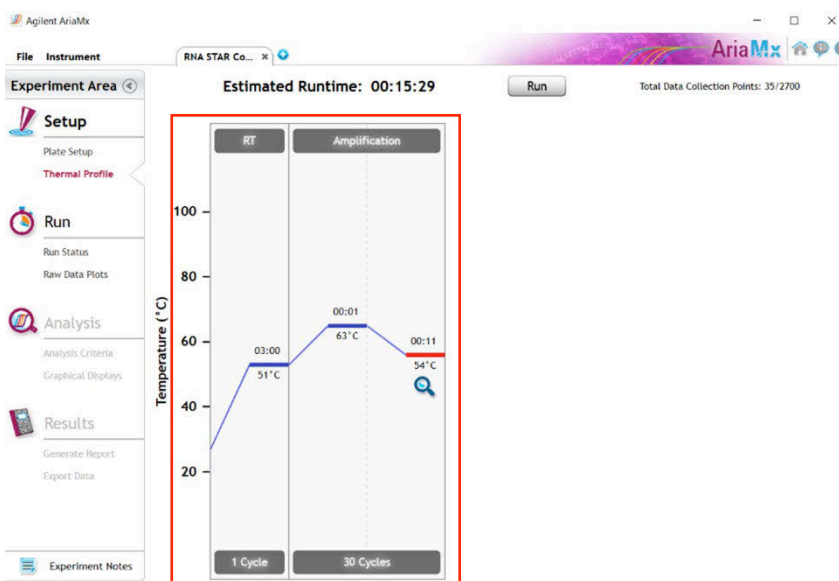 Agilent AriaMx
File Instrument
RNA STAR Co... ×
AriaMx
Experiment Area
Estimated Runtime: 00:15:29
Run
Total Data Collection Points: 35/2700
Setup
Plate Setup
Thermal Profile
Run
Run Status
Raw Data Plots
Analysis
Analysis Criteria
Graphical Displays
Results
Generate Report
Export Data
Experiment Notes
RT
Amplification
Temperature (°C)
100
80
60
40
20
03:00
51°C
00:01
63°C
00:11
54°C
1 Cycle
30 Cycles